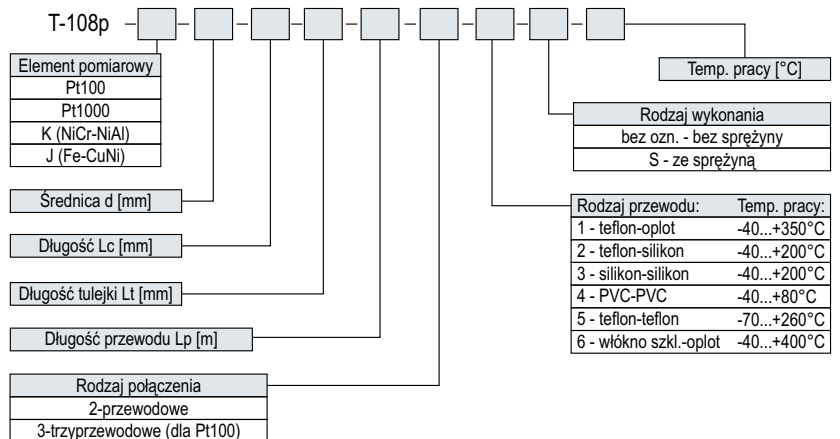 T-108p - - - - - - - - -
Element pomiarowy
Pt100
Pt1000
K (NiCr-NiAl)
J (Fe-CuNi)
Średnica d [mm]
Długość Lc [mm]
Długość tulejki Lt [mm]
Długość przewodu Lp [m]
Rodzaj połączenia
2-przewodowe
3-trzyprzewodowe (dla Pt100)
Temp. pracy [°C]
Rodzaj wykonania
bez ozn. - bez sprężyny
S - ze sprężyną
Rodzaj przewodu: Temp. pracy:
1 - teflon-oplot -40...+350°C
2 - teflon-silikon -40...+200°C
3 - silikon-silikon -40...+200°C
4 - PVC-PVC -40...+80°C
5 - teflon-teflon -70...+260°C
6 - włókno szkl.-oplot -40...+400°C